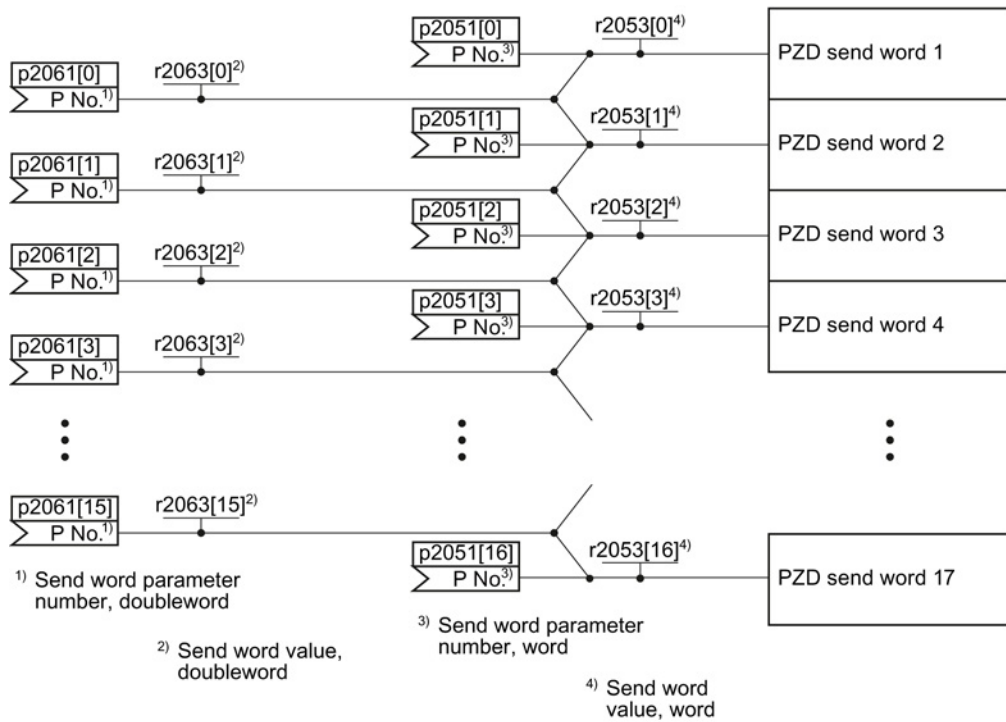 p2051[0]
r2053[0]4)
P No.3)
PZD send word 1
p2061[0]
r2063[0]2)
P No.1)
p2051[1]
r2053[1]4)
P No.3)
PZD send word 2
p2061[1]
r2063[1]2)
P No.1)
p2051[2]
r2053[2]4)
P No.3)
PZD send word 3
p2061[2]
r2063[2]2)
P No.1)
p2051[3]
r2053[3]4)
P No.3)
PZD send word 4
p2061[3]
r2063[3]2)
P No.1)
p2061[15]
r2063[15]2)
P No.1)
p2051[16]
r2053[16]4)
P No.3)
PZD send word 17
1) Send word parameter
number, doubleword
2) Send word value,
doubleword
3) Send word parameter
number, word
4) Send word
value, word